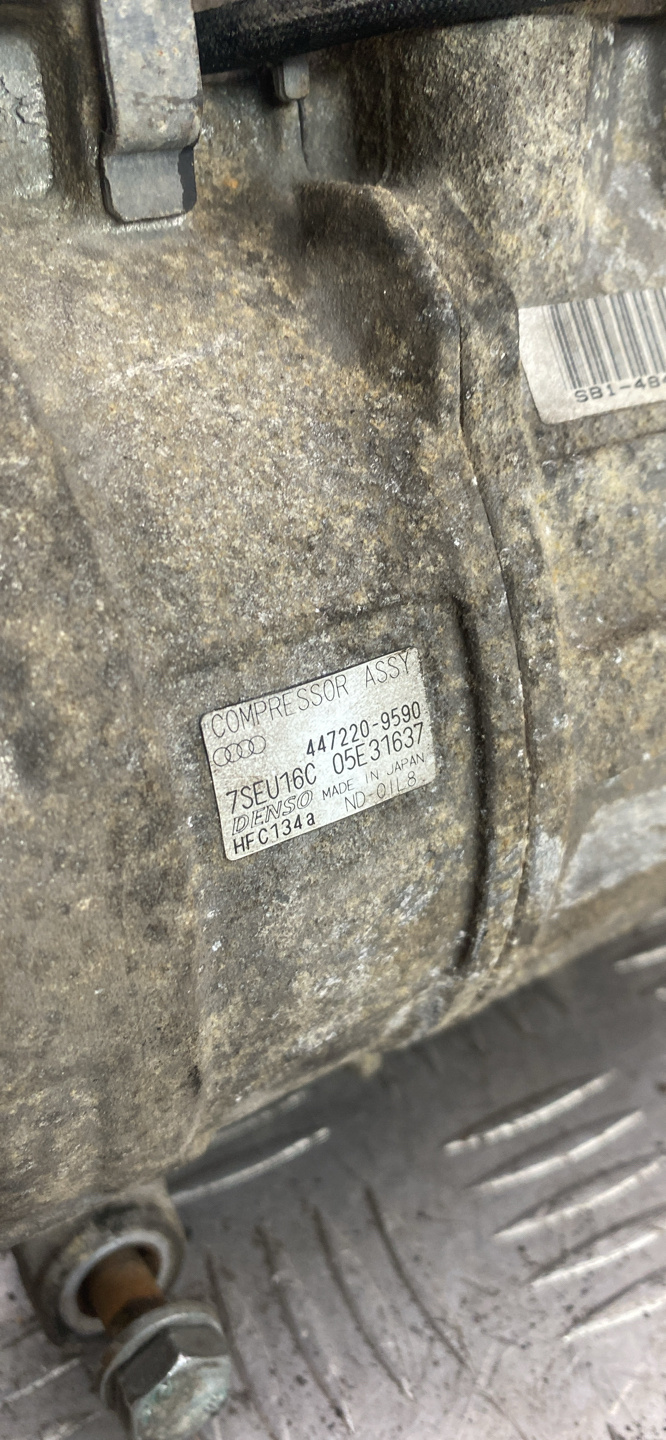 SB1-484
COMPRESSOR ASSY
447220-9590
7SEU16C 05E31637
DENSO MADE IN JAPAN
HFC134a ND-OIL8